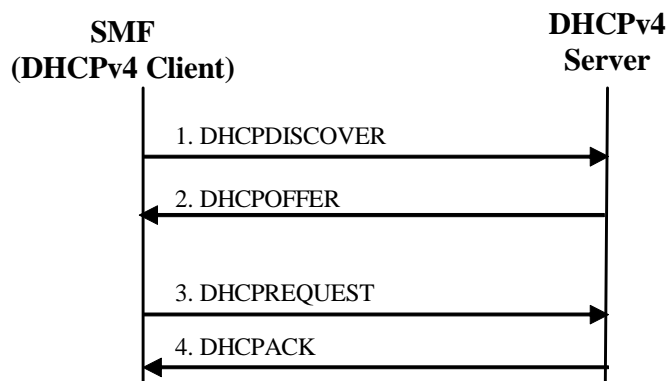 SMF
(DHCPv4 Client)
DHCPv4
Server
1. DHCPDISCOVER
2. DHCPOFFER
3. DHCPREQUEST
4. DHCPACK